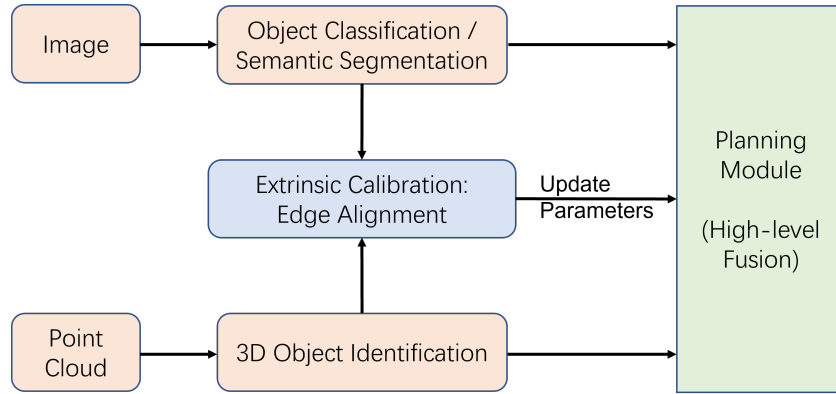 Image
Object Classification /
Semantic Segmentation
Extrinsic Calibration:
Edge Alignment
Update
Parameters
Planning
Module
(High-level
Fusion)
Point
Cloud
3D Object Identification